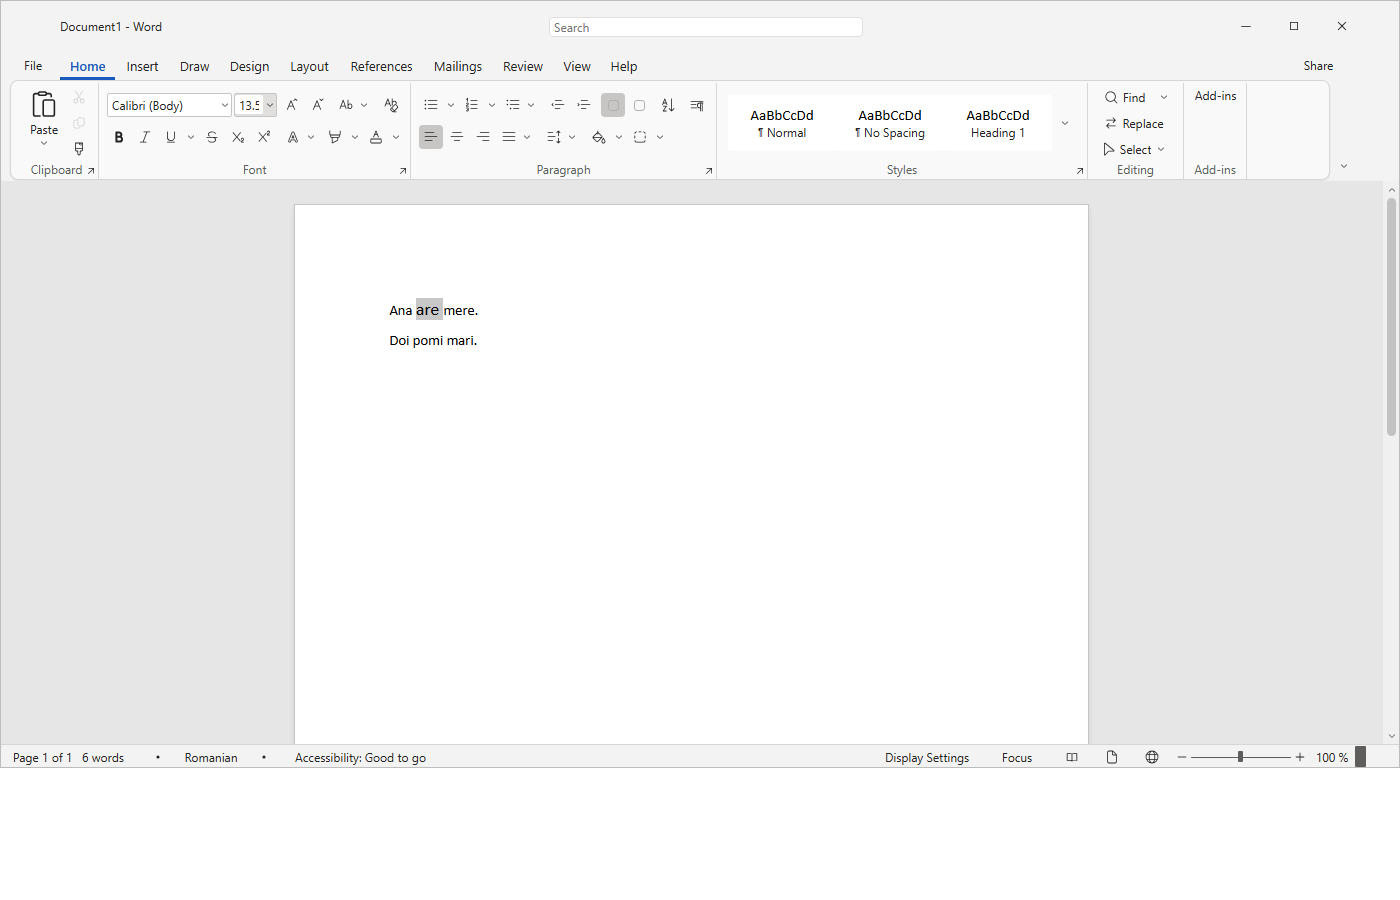 Document1 - Word
Search
File Home Insert Draw Design Layout References Mailings Review View Help Share
Paste
Clipboard
Calibri (Body) 13.5
Ab
B I U S X₂ X² A A
Font
Paragraph
AaBbCcDd AaBbCcDd AaBbCcDd
¶ Normal ¶ No Spacing Heading 1
Styles
Find
Replace
Select
Editing
Add-ins
Add-ins
Ana are mere.
Doi pomi mari.
Page 1 of 1 6 words Romanian Accessibility: Good to go Display Settings Focus 100 %